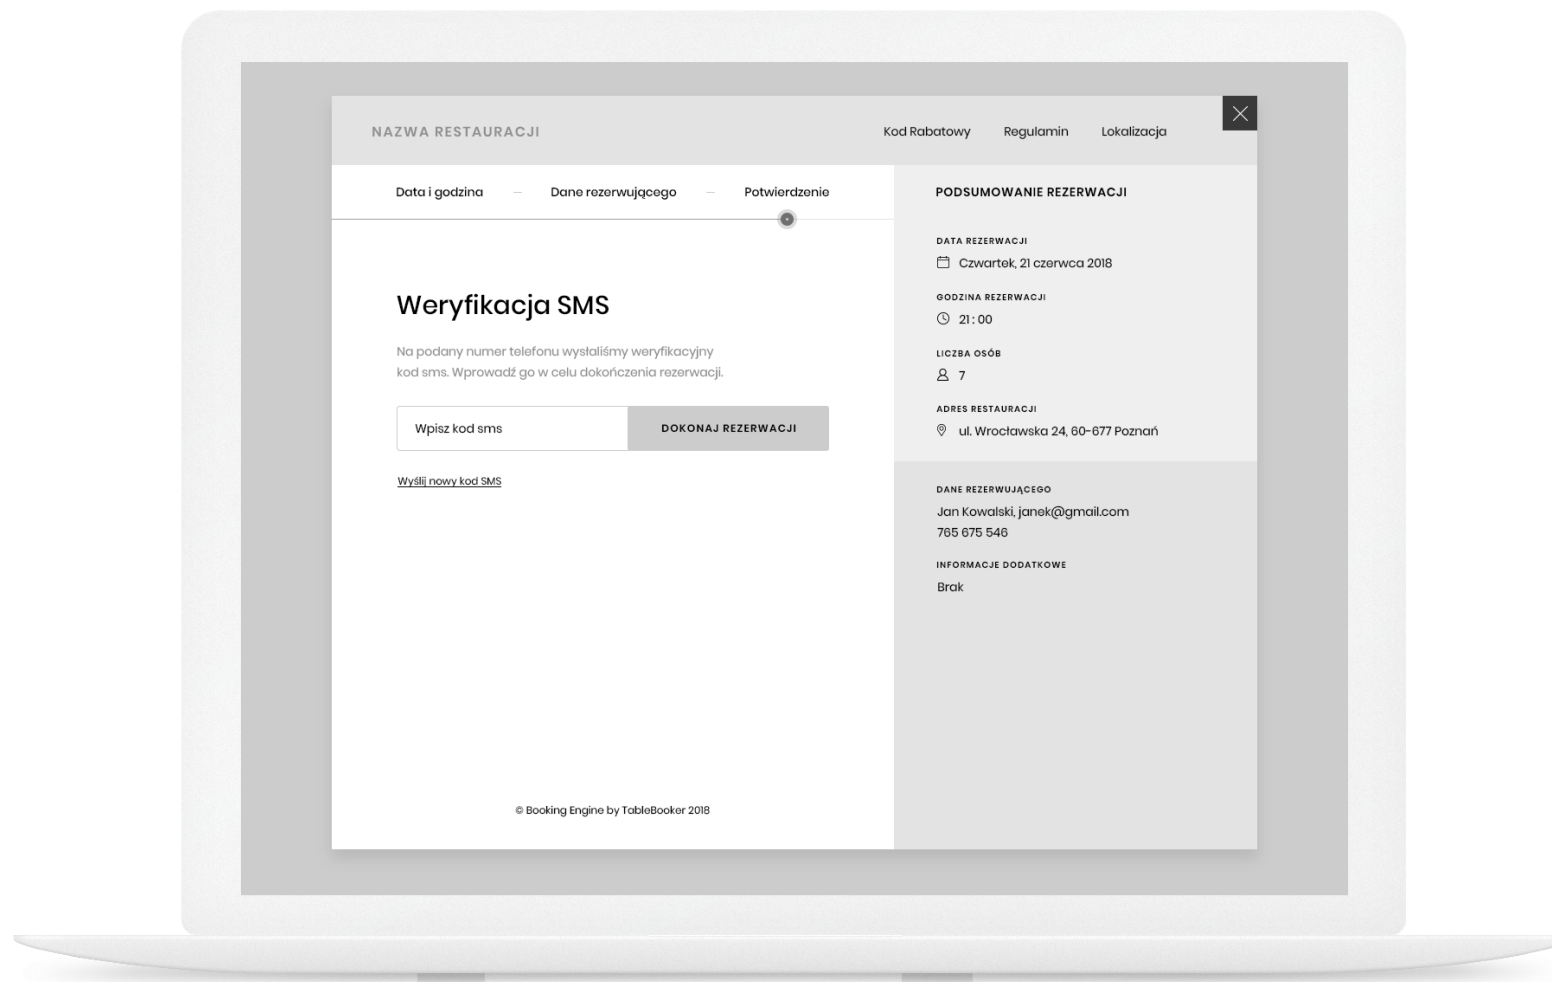 NAZWA RESTAURACJI
Kod Rabatowy Regulamin Lokalizacja
Data i godzina — Dane rezerwującego — Potwierdzenie
Weryfikacja SMS
Na podany numer telefonu wysłaliśmy weryfikacyjny
kod sms. Wprowadź go w celu dokończenia rezerwacji.
Wpisz kod sms
DOKONAJ REZERWACJI
Wyślij nowy kod SMS
© Booking Engine by TableBooker 2018
PODSUMOWANIE REZERWACJI
DATA REZERWACJI
Czwartek, 21 czerwca 2018
GODZINA REZERWACJI
21 : 00
LICZBA OSÓB
7
ADRES RESTAURACJI
ul. Wrocławska 24, 60-677 Poznań
DANE REZERWUJĄCEGO
Jan Kowalski, janek@gmail.com
765 675 546
INFORMACJE DODATKOWE
Brak